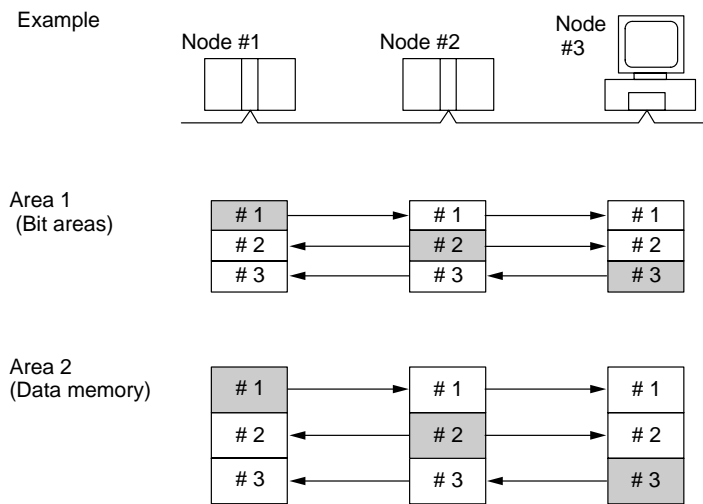 Example
Node #1
Node #2
Node
#3
Area 1
(Bit areas)
# 1
# 1
# 1
# 2
# 2
# 2
# 3
# 3
# 3
Area 2
(Data memory)
# 1
# 1
# 1
# 2
# 2
# 2
# 3
# 3
# 3